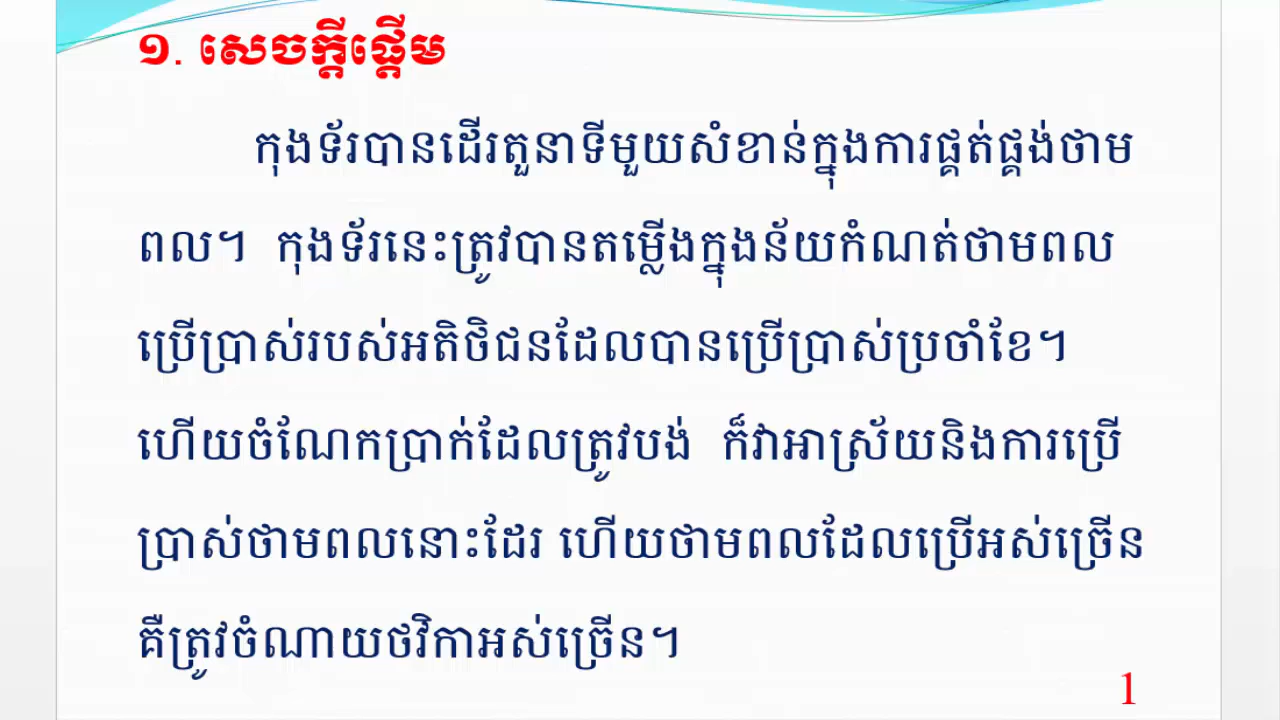 ១. សេចក្តីផ្តើម
កុងទ័របានដើរតួនាទីមួយសំខាន់ក្នុងការផ្គត់ផ្គង់ថាម
ពល។ កុងទ័រនេះត្រូវបានតម្លើងក្នុងន័យកំណត់ថាមពល
ប្រើប្រាស់របស់អតិថិជនដែលបានប្រើប្រាស់ប្រចាំខែ។
ហើយចំណែកប្រាក់ដែលត្រូវបង់ ក៏វាអាស្រ័យនិងការប្រើ
ប្រាស់ថាមពលនោះដែរ ហើយថាមពលដែលប្រើអស់ច្រើន
គឺត្រូវចំណាយថវិកាអស់ច្រើន។
1